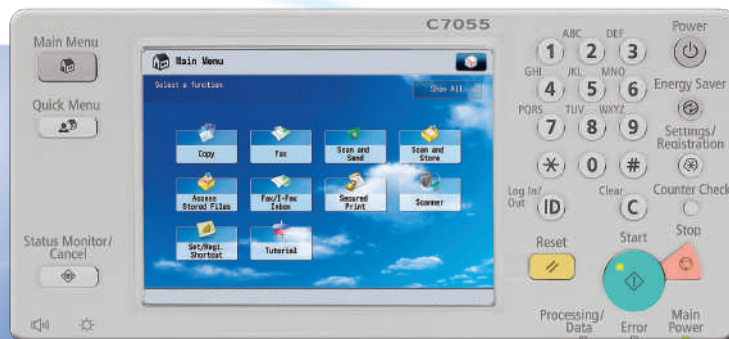 C7055
Main Menu
Quick Menu
Status Monitor/
Cancel
Main Menu
Select a function.
Show All
Copy
Fax
Scan and
Send
Scan and
Store
Access
Stored Files
Fax/I-Fax
Inbox
Secured
Print
Scanner
Set/Regi.
Shortcut
Tutorial
ABC DEF
1 2 3
GHI JKL MNO
4 5 6
PQRS TUV WXYZ
7 8 9
* 0 #
Log In/
Out
ID
Clear
C
Power
Energy Saver
Settings/
Registration
Counter Check
Reset
Start
Stop
Processing/
Data
Error
Main
Power